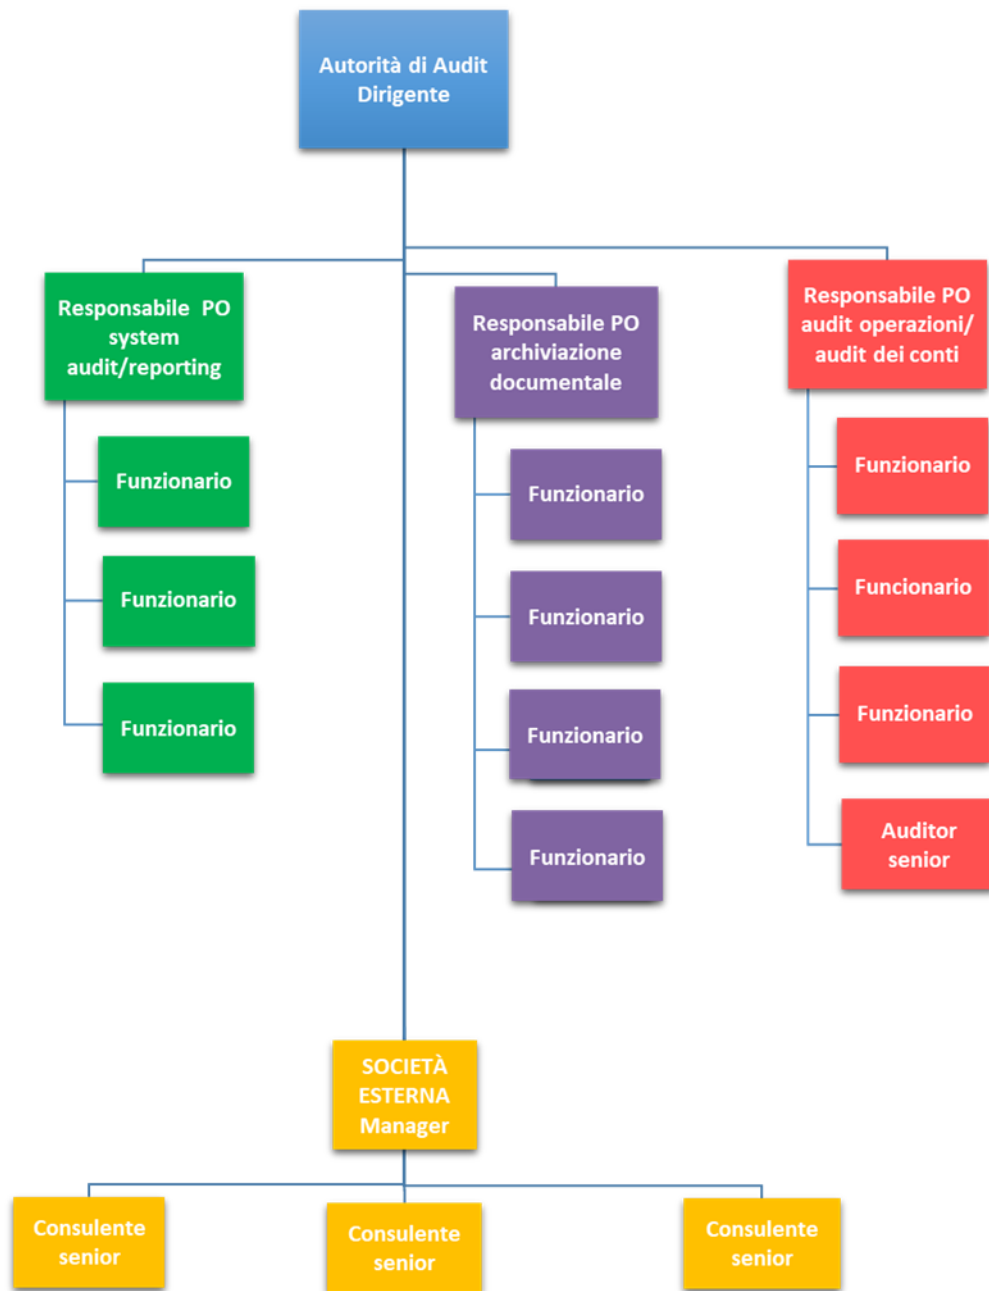 Autorità di Audit
Dirigente
Responsabile PO
system
audit/reporting
Funzionario
Funzionario
Funzionario
Responsabile PO
archiviazione
documentale
Funzionario
Funzionario
Funzionario
Funzionario
Responsabile PO
audit operazioni/
audit dei conti
Funzionario
Funcionario
Funzionario
Auditor
senior
SOCIETÀ
ESTERNA
Manager
Consulente
senior
Consulente
senior
Consulente
senior